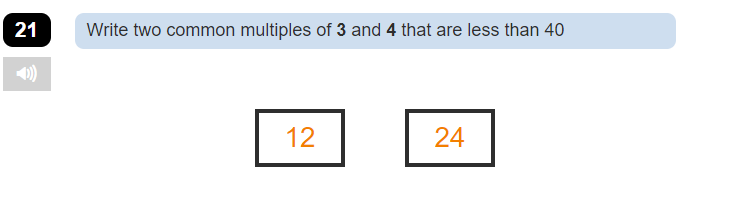 21 Write two common multiples of 3 and 4 that are less than 40
12 24